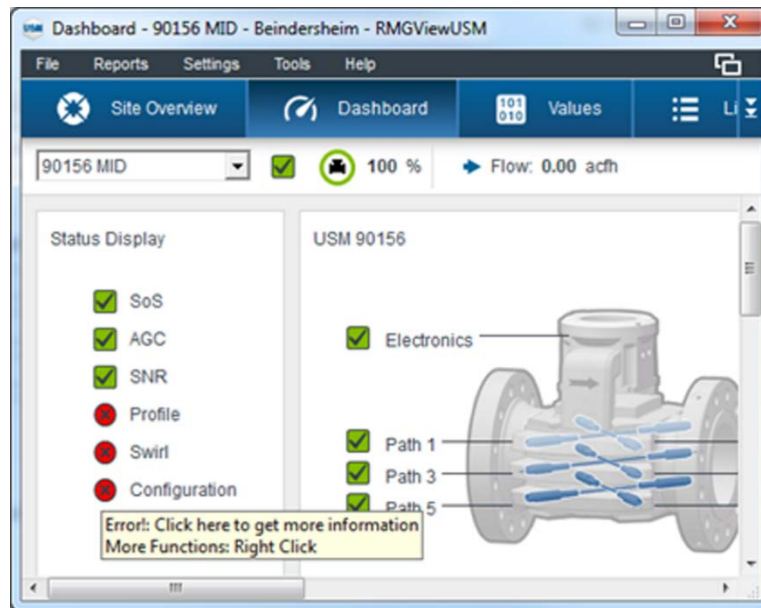 USM Dashboard - 90156 MID - Beindersheim - RMGViewUSM
File Reports Settings Tools Help
Site Overview
Dashboard
101
010
Values
Li
90156 MID
100 %
Flow: 0.00 acfh
Status Display
SoS
AGC
SNR
Profile
Swirl
Configuration
Error!: Click here to get more information
More Functions: Right Click
USM 90156
Electronics
Path 1
Path 3
Path 5